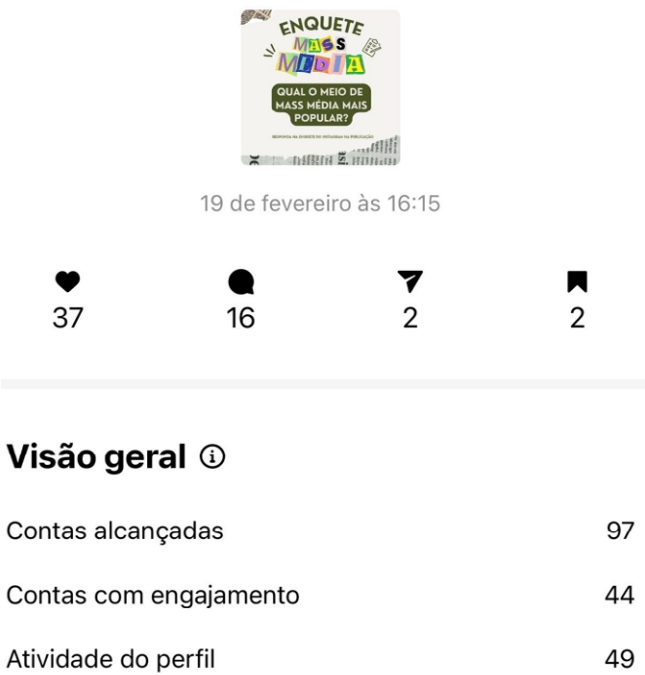 ENQUETE
MASS
MÉDIA
QUAL O MEIO DE
MASS MÉDIA MAIS
POPULAR?
19 de fevereiro às 16:15
37 16 2 2
Visão geral
Contas alcançadas 97
Contas com engajamento 44
Atividade do perfil 49